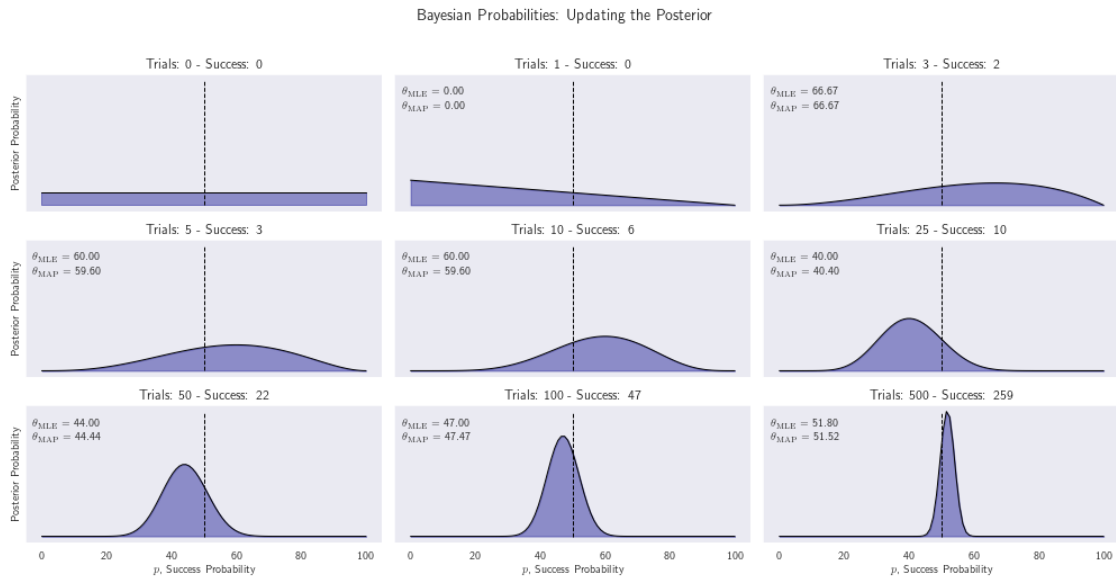 Bayesian Probabilities: Updating the Posterior
Trials: 0 - Success: 0
Posterior Probability
Trials: 1 - Success: 0
θMLE = 0.00
θMAP = 0.00
Trials: 3 - Success: 2
θMLE = 66.67
θMAP = 66.67
Trials: 5 - Success: 3
Posterior Probability
θMLE = 60.00
θMAP = 59.60
Trials: 10 - Success: 6
θMLE = 60.00
θMAP = 59.60
Trials: 25 - Success: 10
θMLE = 40.00
θMAP = 40.40
Trials: 50 - Success: 22
Posterior Probability
θMLE = 44.00
θMAP = 44.44
0 20 40 60 80 100
p, Success Probability
Trials: 100 - Success: 47
θMLE = 47.00
θMAP = 47.47
0 20 40 60 80 100
p, Success Probability
Trials: 500 - Success: 259
θMLE = 51.80
θMAP = 51.52
0 20 40 60 80 100
p, Success Probability